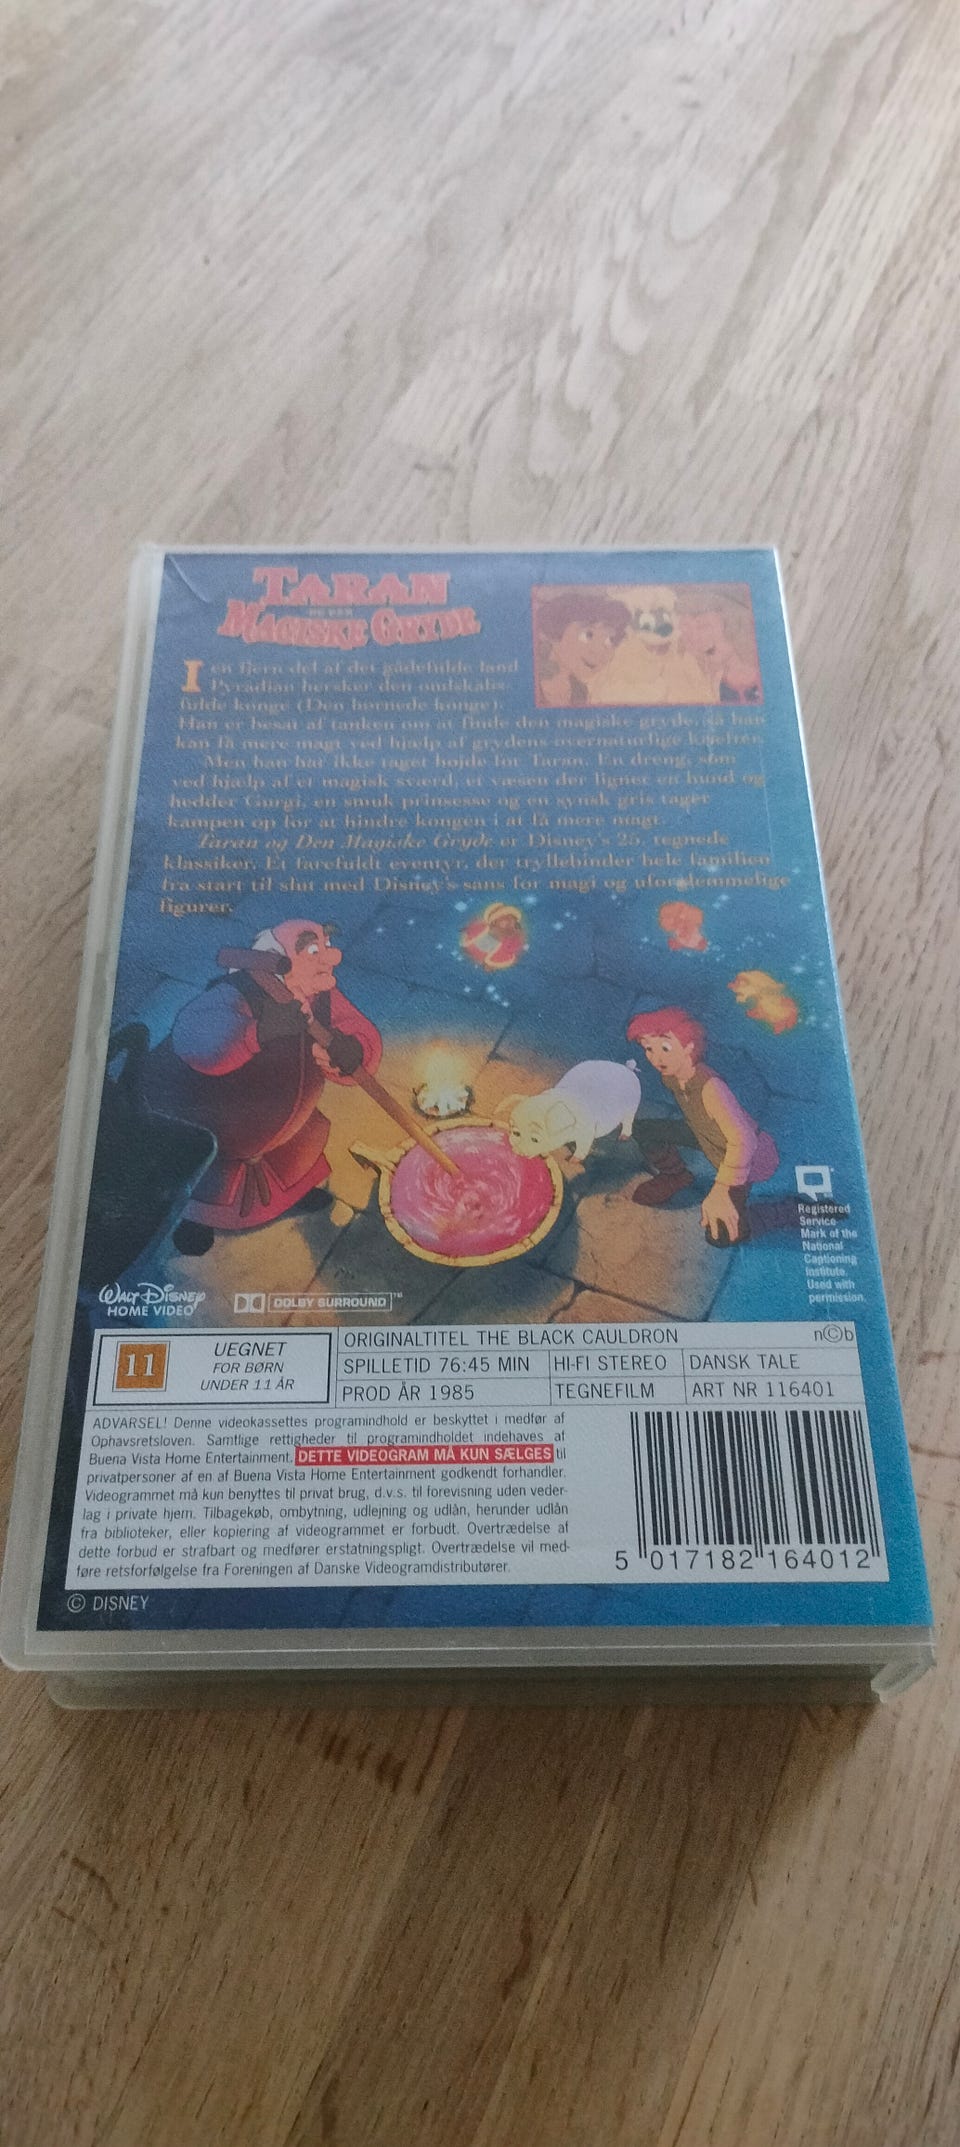 TARAN
OG DEN
MAGISKE GRYDE
I en fjern del af det gådefulde land
Pyradian hersker den ondskabs-
fulde konge (Den hornede konge).
Han er besat af tanken om at finde den magiske gryde, så han
kan få mere magt ved hjælp af grydens overnaturlige kræfter.
Men han har ikke taget højde for Taran. En dreng, som
ved hjælp af et magisk sværd, et væsen der ligner en hund og
hedder Gurgi, en smuk prinsesse og en synsk gris tager
kampen op for at hindre kongen i at få mere magt.
Taran og Den Magiske Gryde er Disney's 25. tegnede
klassiker. Et farefuldt eventyr, der tryllebinder hele familien
fra start til slut med Disney's sans for magi og uforglemmelige
figurer.
Registered
Service
Mark of the
National
Captioning
Institute.
Used with
permission.
WALT DISNEY
HOME VIDEO
DOLBY SURROUND™
11
UEGNET
FOR BØRN
UNDER 11 ÅR
ORIGINALTITEL THE BLACK CAULDRON n©b
SPILLETID 76:45 MIN HI-FI STEREO DANSK TALE
PROD ÅR 1985 TEGNEFILM ART NR 116401
ADVARSEL! Denne videokassettes programindhold er beskyttet i medfør af
Ophavsretsloven. Samtlige rettigheder til programindholdet indehaves af
Buena Vista Home Entertainment. DETTE VIDEOGRAM MÅ KUN SÆLGES til
privatpersoner af en af Buena Vista Home Entertainment godkendt forhandler.
Videogrammet må kun benyttes til privat brug, d.v.s. til forevisning uden veder-
lag i private hjem. Tilbagekøb, ombytning, udlejning og udlån, herunder udlån
fra biblioteker, eller kopiering af videogrammet er forbudt. Overtrædelse af
dette forbud er strafbart og medfører erstatningspligt. Overtrædelse vil med-
føre retsforfølgelse fra Foreningen af Danske Videogramdistributører.
5 017182 164012
© DISNEY